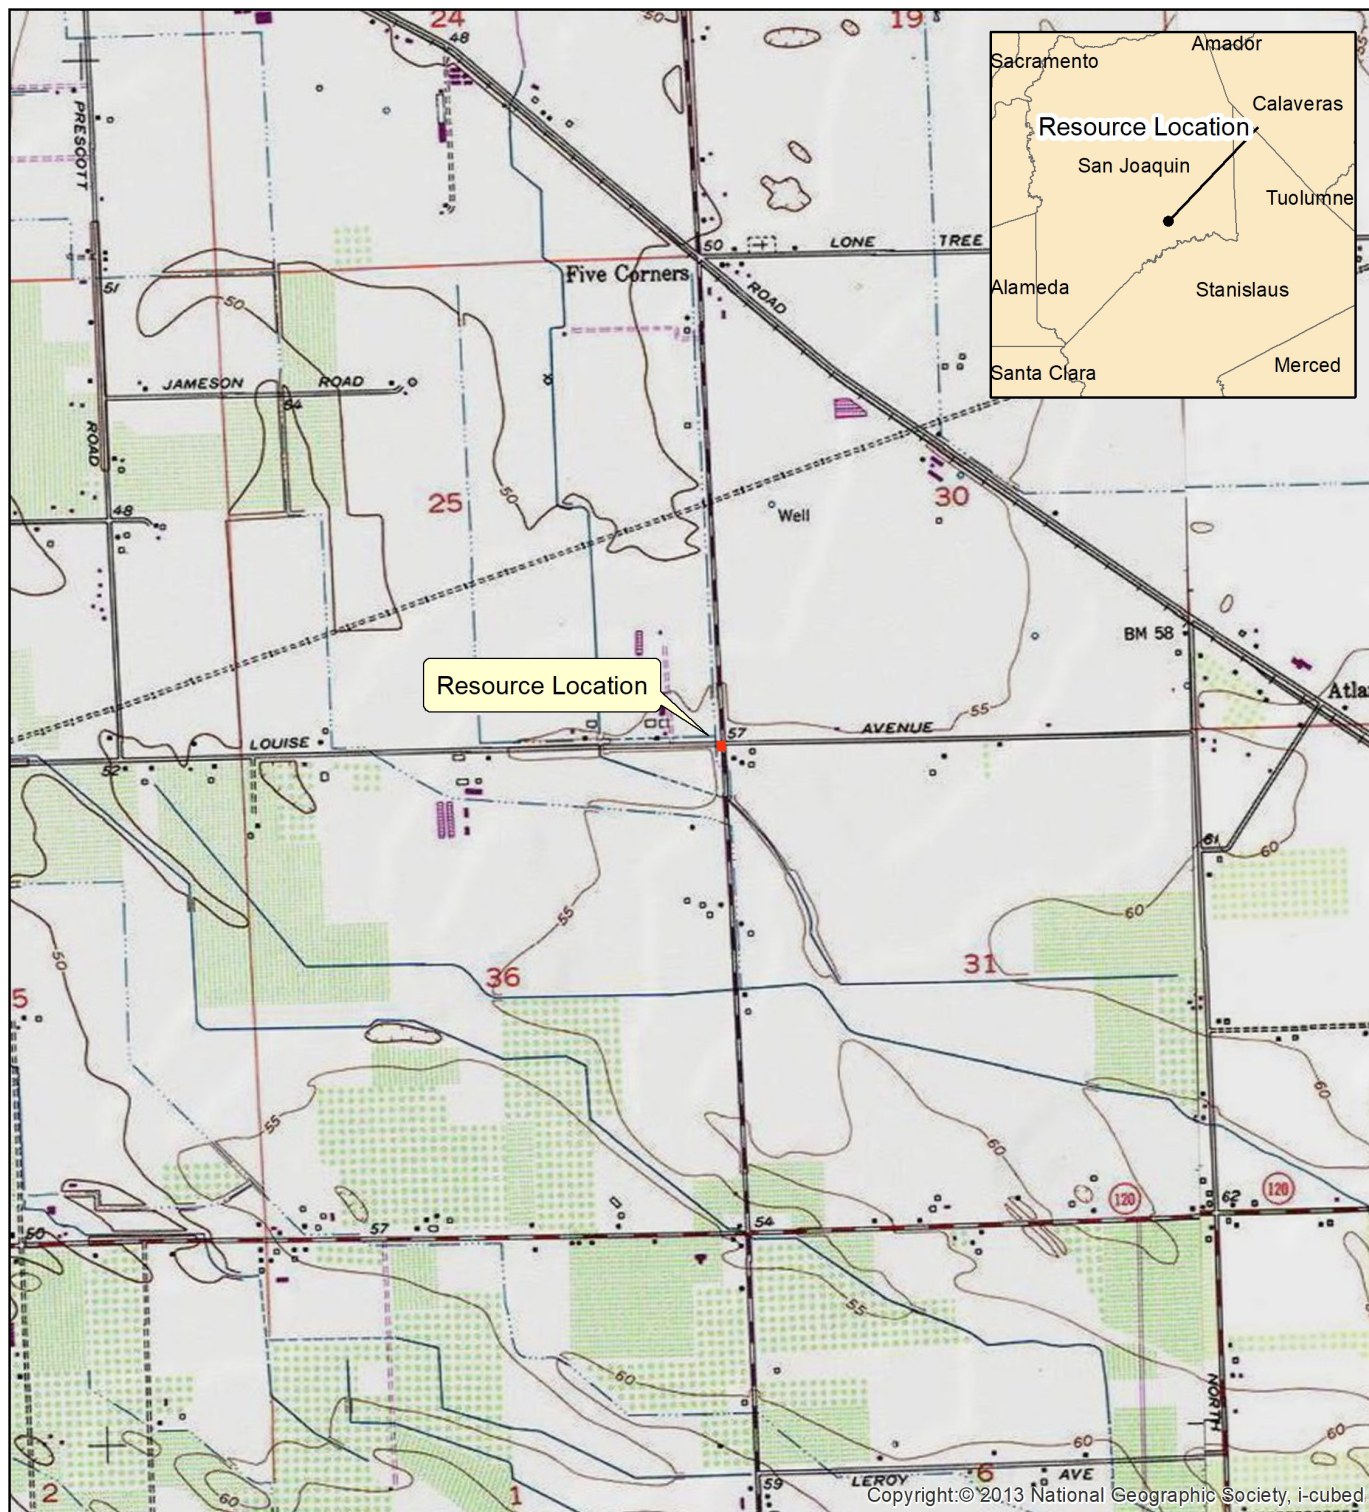 24
19
50
48
Amador
Sacramento
Calaveras
Resource Location
San Joaquin
Tuolumne
Alameda
Stanislaus
Santa Clara
Merced
PRESCOTT
ROAD
50
LONE TREE
Five Corners
ROAD
51
50
JAMESON ROAD
54
48
25
50
30
Well
BM 58
Resource Location
55
Atla
57
AVENUE
LOUISE
52
61
60
55
60
50
36
31
5
60
55
60
120
120
62
54
57
50
55
60
NORTH
60
60
60
59
LEROY AVE
6
2
1
Copyright:© 2013 National Geographic Society, i-cubed